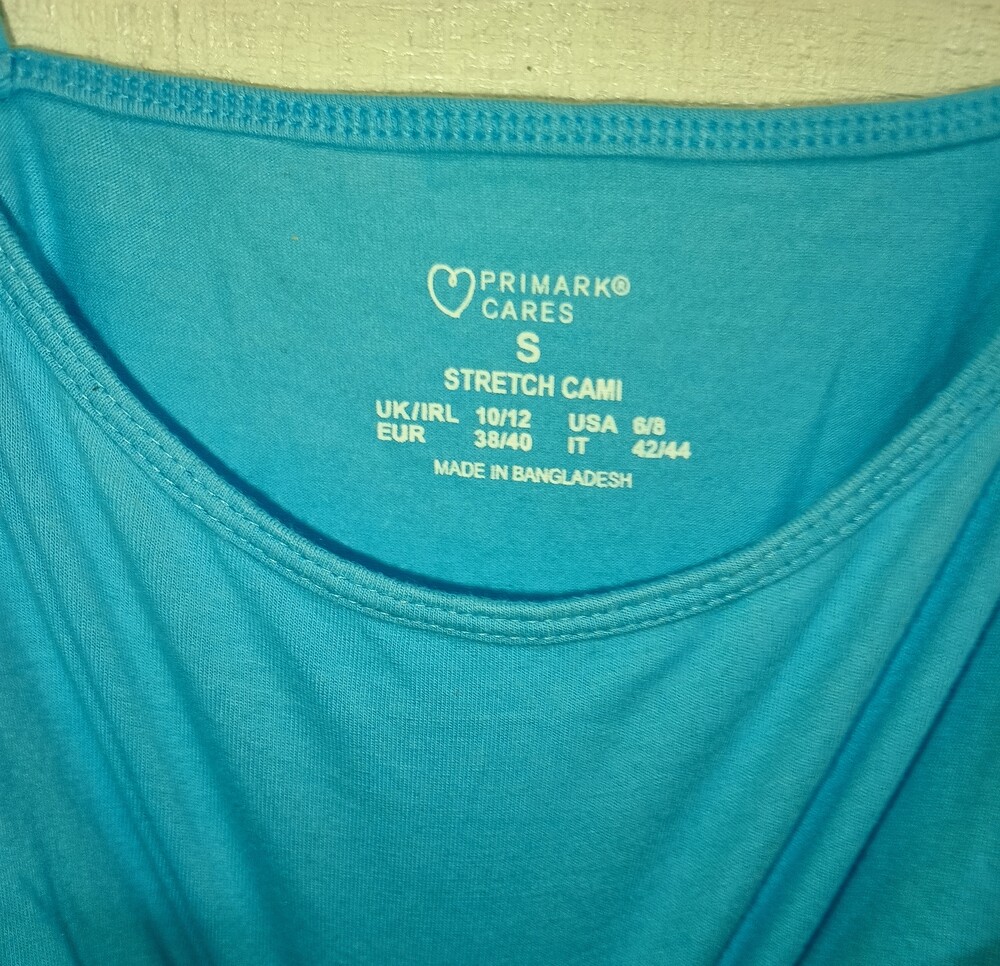 PRIMARK®
CARES
S
STRETCH CAMI
UK/IRL 10/12 USA 6/8
EUR 38/40 IT 42/44
MADE IN BANGLADESH